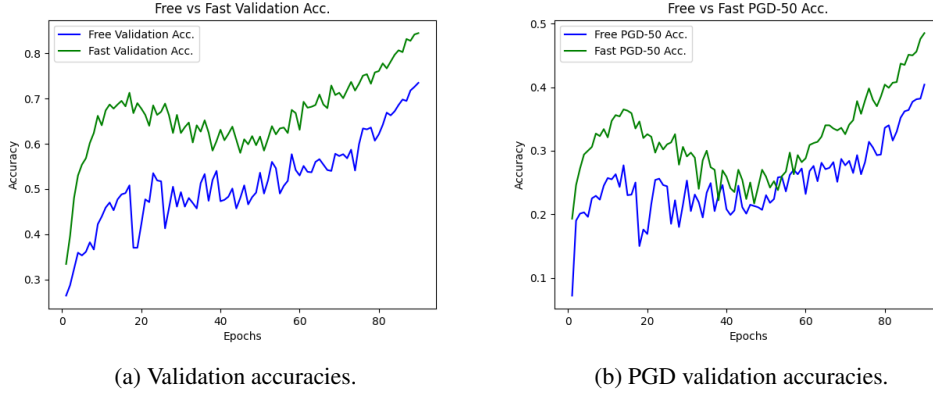 Free vs Fast Validation Acc.
Free Validation Acc.
Fast Validation Acc.
0.8
0.7
0.6
0.5
0.4
0.3
Accuracy
0 20 40 60 80
Epochs
(a) Validation accuracies.
Free vs Fast PGD-50 Acc.
Free PGD-50 Acc.
Fast PGD-50 Acc.
0.5
0.4
0.3
0.2
0.1
Accuracy
0 20 40 60 80
Epochs
(b) PGD validation accuracies.